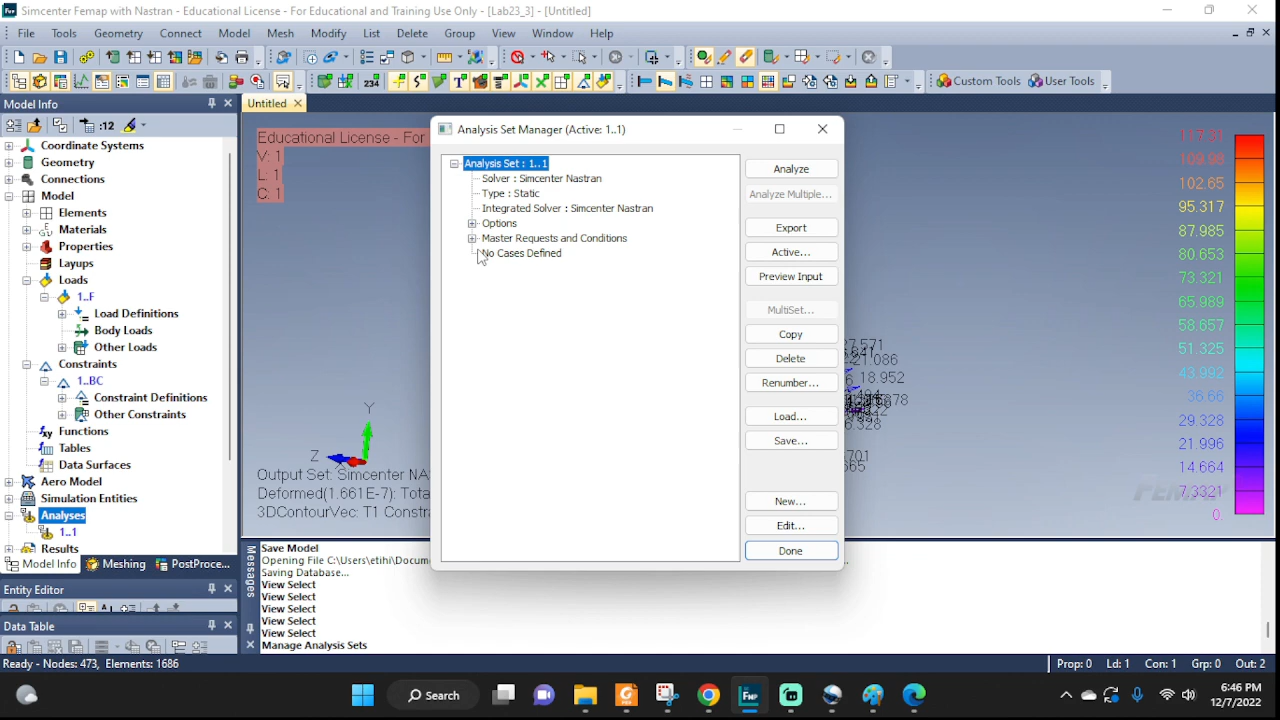 Simcenter Femap with Nastran - Educational License - For Educational and Training Use Only - [Lab23_3] - [Untitled]
File Tools Geometry Connect Model Mesh Modify List Delete Group View Window Help
234
Custom Tools User Tools
Model Info
:12
Coordinate Systems
Geometry
Connections
Model
Elements
Materials
Properties
Layups
Loads
1..F
Load Definitions
Body Loads
Other Loads
Constraints
1..BC
Constraint Definitions
Other Constraints
Functions
Tables
Data Surfaces
Aero Model
Simulation Entities
Analyses
1..1
Results
Model Info Meshing PostProce...
Entity Editor
Data Table
Untitled
Educational License - For
V: 1
L: 1
C: 1
Y
Z
Output Set: Simcenter NA
Deformed(1.661E-7): Tota
3DContourVec: T1 Constra
Analysis Set Manager (Active: 1..1)
Analysis Set : 1..1
Solver : Simcenter Nastran
Type : Static
Integrated Solver : Simcenter Nastran
Options
Master Requests and Conditions
No Cases Defined
Analyze
Analyze Multiple...
Export
Active...
Preview Input
MultiSet...
Copy
Delete
Renumber...
Load...
Save...
New...
Edit...
Done
18.952
109.98
102.65
95.317
87.985
80.653
73.321
65.989
58.657
51.325
43.992
36.66
29.328
21.996
14.664
7.3321
0.
FEMAP
Messages
Save Model
Opening File C:\Users\etihi\Docum
Saving Database...
View Select
View Select
View Select
View Select
View Select
Manage Analysis Sets
Ready - Nodes: 473, Elements: 1686
Prop: 0 Ld: 1 Con: 1 Grp: 0 Out: 2
Search
6:46 PM
12/7/2022